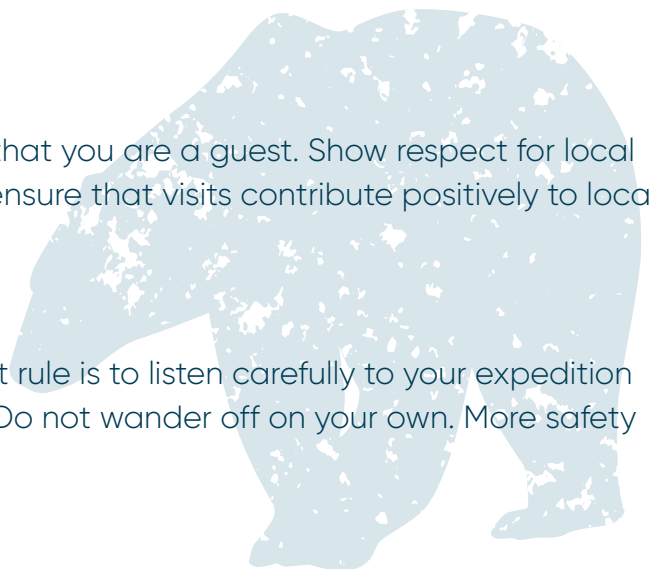 that you are a guest. Show respect for local
ensure that visits contribute positively to loca
t rule is to listen carefully to your expedition
Do not wander off on your own. More safety